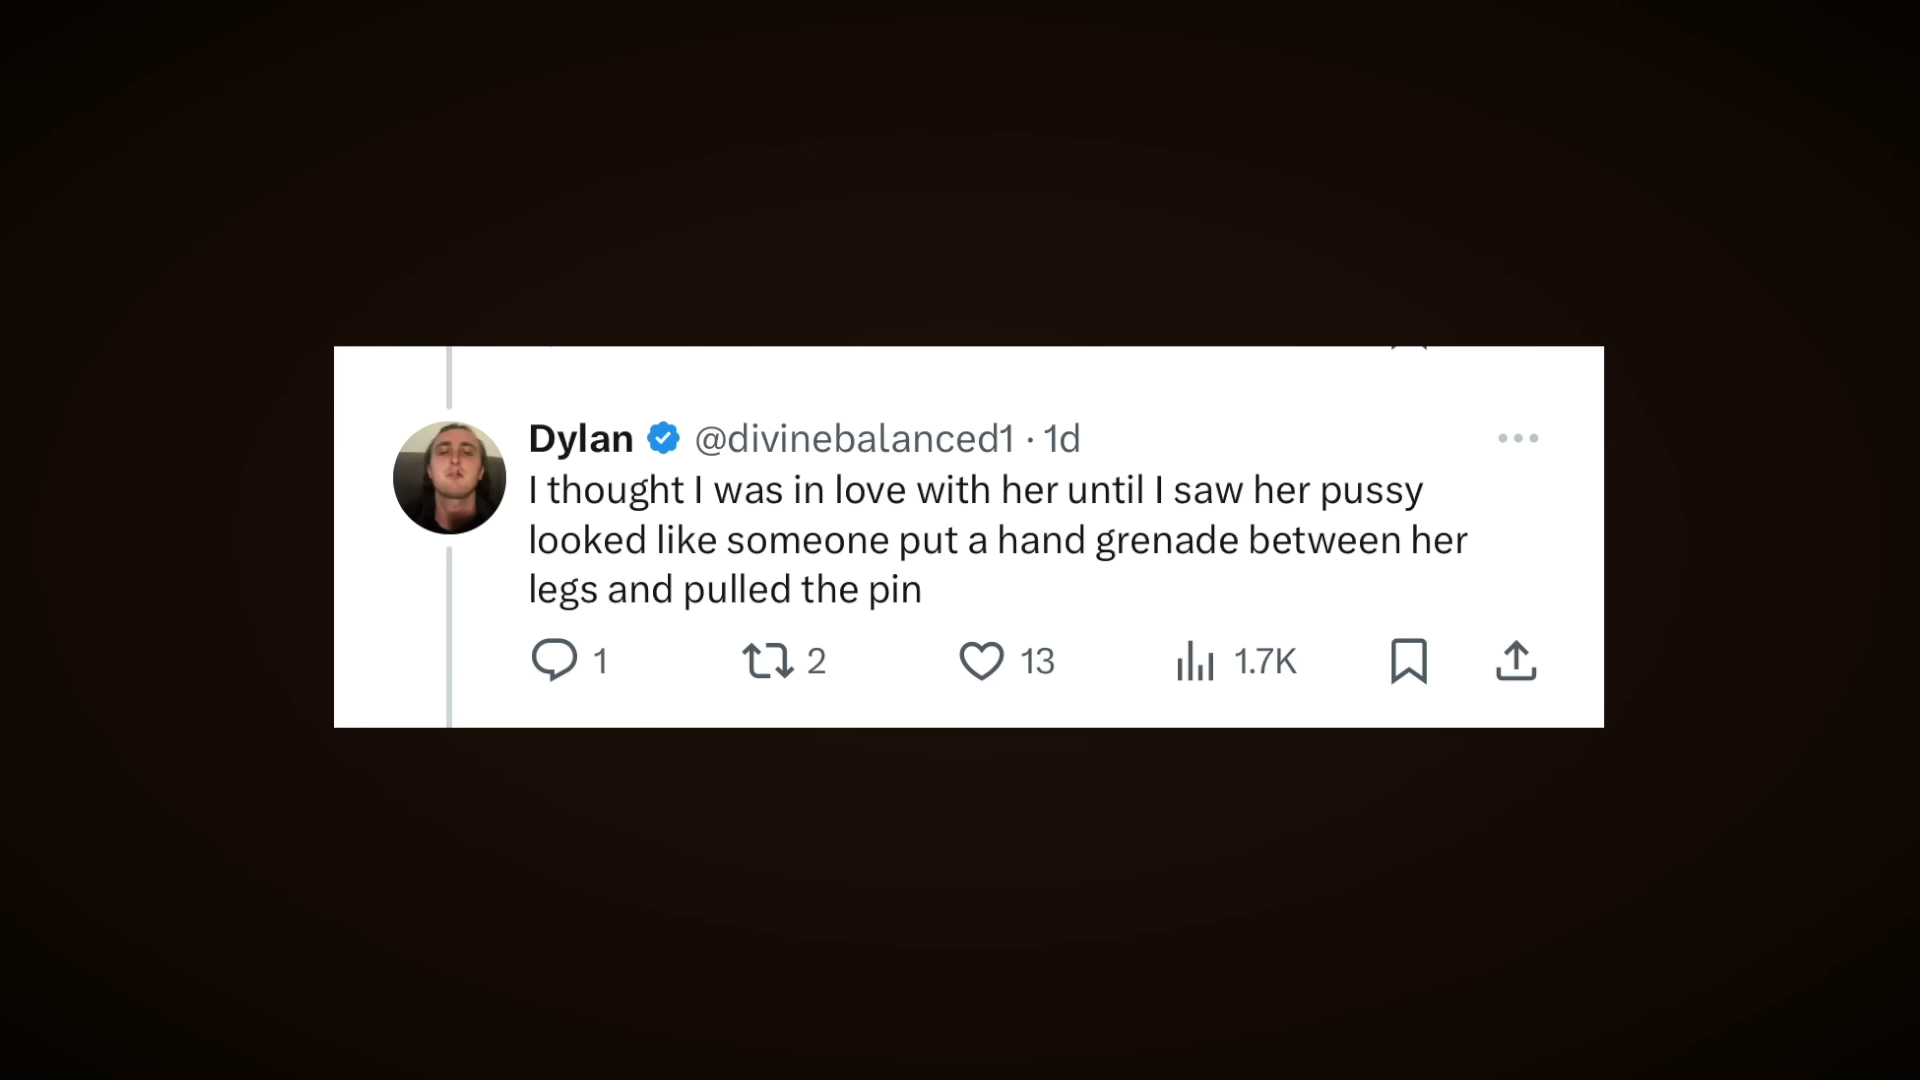 Dylan @divinebalanced1 · 1d
I thought I was in love with her until I saw her pussy
looked like someone put a hand grenade between her
legs and pulled the pin
1 2 13 1.7K